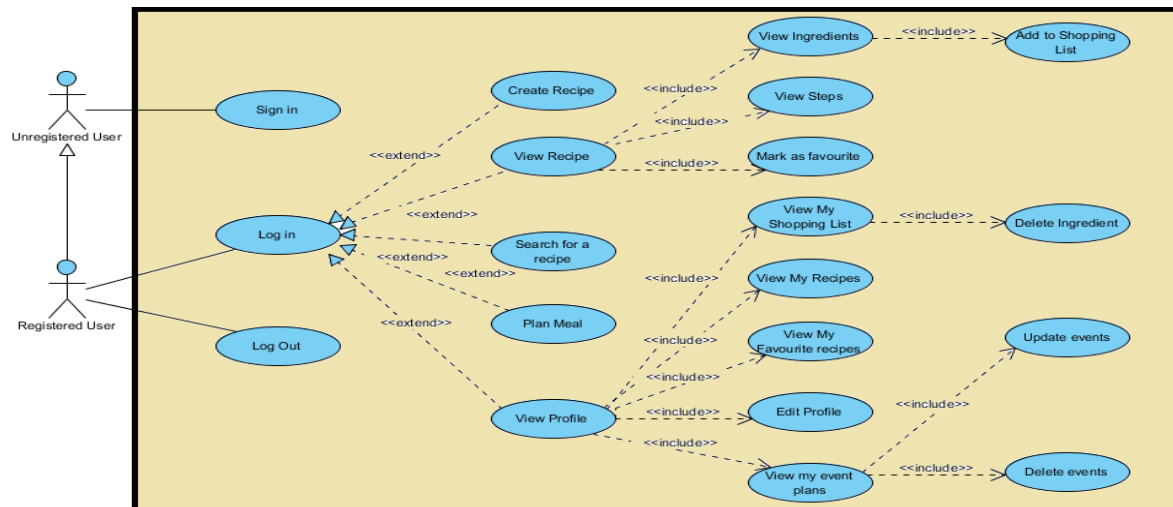 View Ingredients
<<include>>
Add to Shopping
List
Create Recipe
<<include>>
View Steps
Sign in
Unregistered User
<<include>>
<<extend>>
View Recipe
<<include>>
Mark as favourite
<<extend>>
View My
Shopping List
<<include>>
Delete Ingredient
Log in
Search for a
recipe
<<extend>>
<<extend>>
<<include>>
View My Recipes
Registered User
<<extend>>
Plan Meal
<<include>>
View My
Favourite recipes
Update events
Log Out
<<include>>
<<include>>
View Profile
<<include>>
Edit Profile
<<include>>
View my event
plans
<<include>>
Delete events